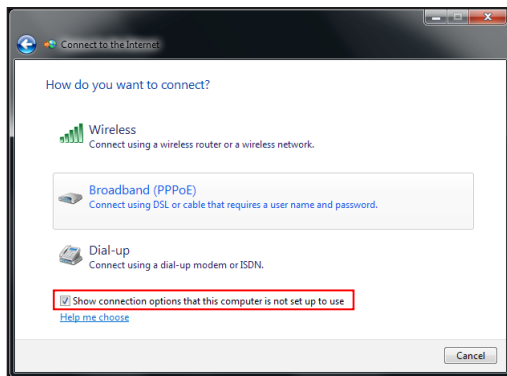 Connect to the Internet
How do you want to connect?
Wireless
Connect using a wireless router or a wireless network.
Broadband (PPPoE)
Connect using DSL or cable that requires a user name and password.
Dial-up
Connect using a dial-up modem or ISDN.
Show connection options that this computer is not set up to use
Help me choose
Cancel